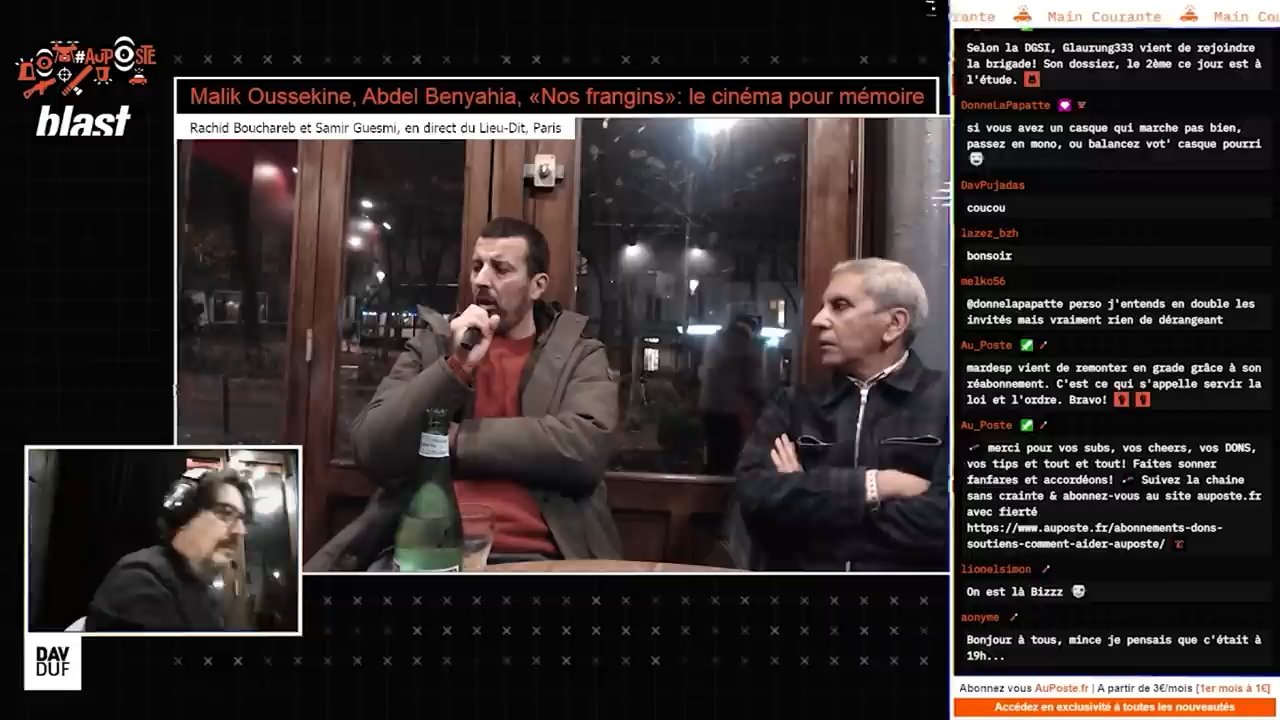 #AuPOSTE
blast
Malik Oussekine, Abdel Benyahia, «Nos frangins»: le cinéma pour mémoire
Rachid Bouchareb et Samir Guesmi, en direct du Lieu-Dit, Paris
DAV
DUF
rante Main Courante Main Cou
Selon la DGSI, Glaurung333 vient de rejoindre
la brigade! Son dossier, le 2ème ce jour est à
l'étude.
DonneLaPapatte
si vous avez un casque qui marche pas bien,
passez en mono, ou balancez vot' casque pourri
DavPujadas
coucou
lazez_bzh
bonsoir
melko56
@donnelapapatte perso j'entends en double les
invités mais vraiment rien de dérangeant
Au_Poste
mardesp vient de remonter en grade grâce à son
réabonnement. C'est ce qui s'appelle servir la
loi et l'ordre. Bravo!
Au_Poste
merci pour vos subs, vos cheers, vos DONS,
vos tips et tout et tout! Faites sonner
fanfares et accordéons! Suivez la chaine
sans crainte & abonnez-vous au site auposte.fr
avec fierté
https://www.auposte.fr/abonnements-dons-
soutiens-comment-aider-auposte/
lionelsimon
On est là Bizzz
aonyme
Bonjour à tous, mince je pensais que c'était à
19h...
Abonnez vous AuPoste.fr | A partir de 3€/mois [1er mois à 1€]
Accédez en exclusivité à toutes les nouveautés